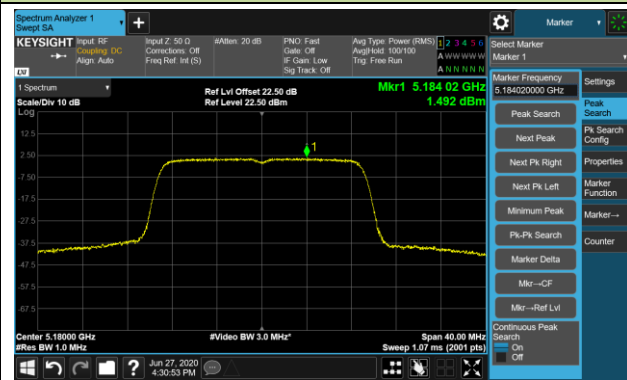 Spectrum Analyzer 1
Swept SA
Marker
KEYSIGHT
Input: RF
Coupling: DC
Align: Auto
Input Z: 50 Ω
Corrections: Off
Freq Ref: Int (S)
#Atten: 20 dB
PNO: Fast
Gate: Off
IF Gain: Low
Sig Track: Off
Avg Type: Power (RMS)
Avg|Hold: 100/100
Trig: Free Run
1 2 3 4 5 6
A W W W W W
A N N N N N
LXI
Select Marker
Marker 1
1 Spectrum
Scale/Div 10 dB
Log
Ref Lvl Offset 22.50 dB
Ref Level 22.50 dBm
Mkr1 5.184 02 GHz
1.492 dBm
12.5
2.50
-7.50
-17.5
-27.5
-37.5
-47.5
-57.5
-67.5
1
Center 5.18000 GHz
#Res BW 1.0 MHz
#Video BW 3.0 MHz*
Span 40.00 MHz
Sweep 1.07 ms (2001 pts)
Marker Frequency
5.184020000 GHz
Peak Search
Next Peak
Next Pk Right
Next Pk Left
Minimum Peak
Pk-Pk Search
Marker Delta
Mkr→CF
Mkr→Ref Lvl
Continuous Peak
Search
On
Off
Settings
Peak
Search
Pk Search
Config
Properties
Marker
Function
Marker→
Counter
?
Jun 27, 2020
4:30:53 PM